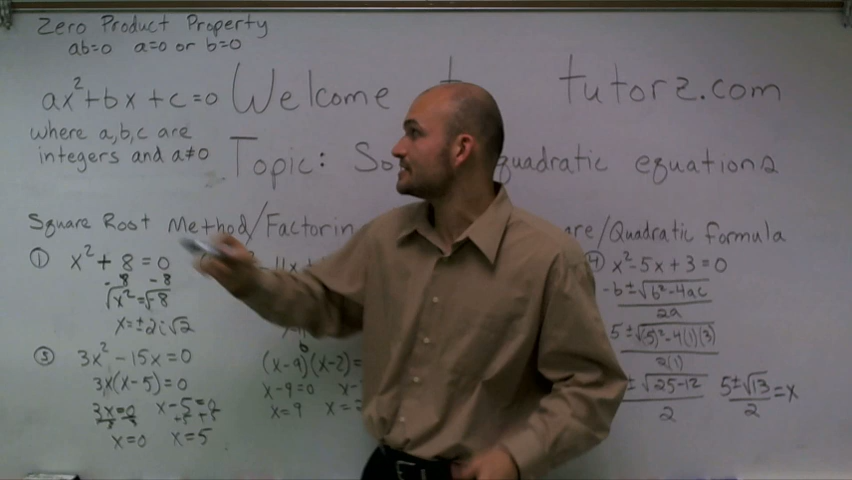 Zero Product Property
ab=0 a=0 or b=0
ax²+bx+c=0
where a,b,c are
integers and a≠0
Welcome tutorz.com
Topic: quadratic equations
Square Root Method/Factorin /Quadratic formula
① x²+8=0
-8 -8
√x²=√-8
x=±2i√2
③ 3x²-15x=0
3x(x-5)=0
3x=0 x-5=0
x=0 x=5
-11x
(x-9)(x-2)=
x-9=0
x=9
④ x²-5x+3=0
-b±√b²-4ac
2a
5±√(5)²-4(1)(3)
2(1)
±√25-12
2
5±√13 =x
2